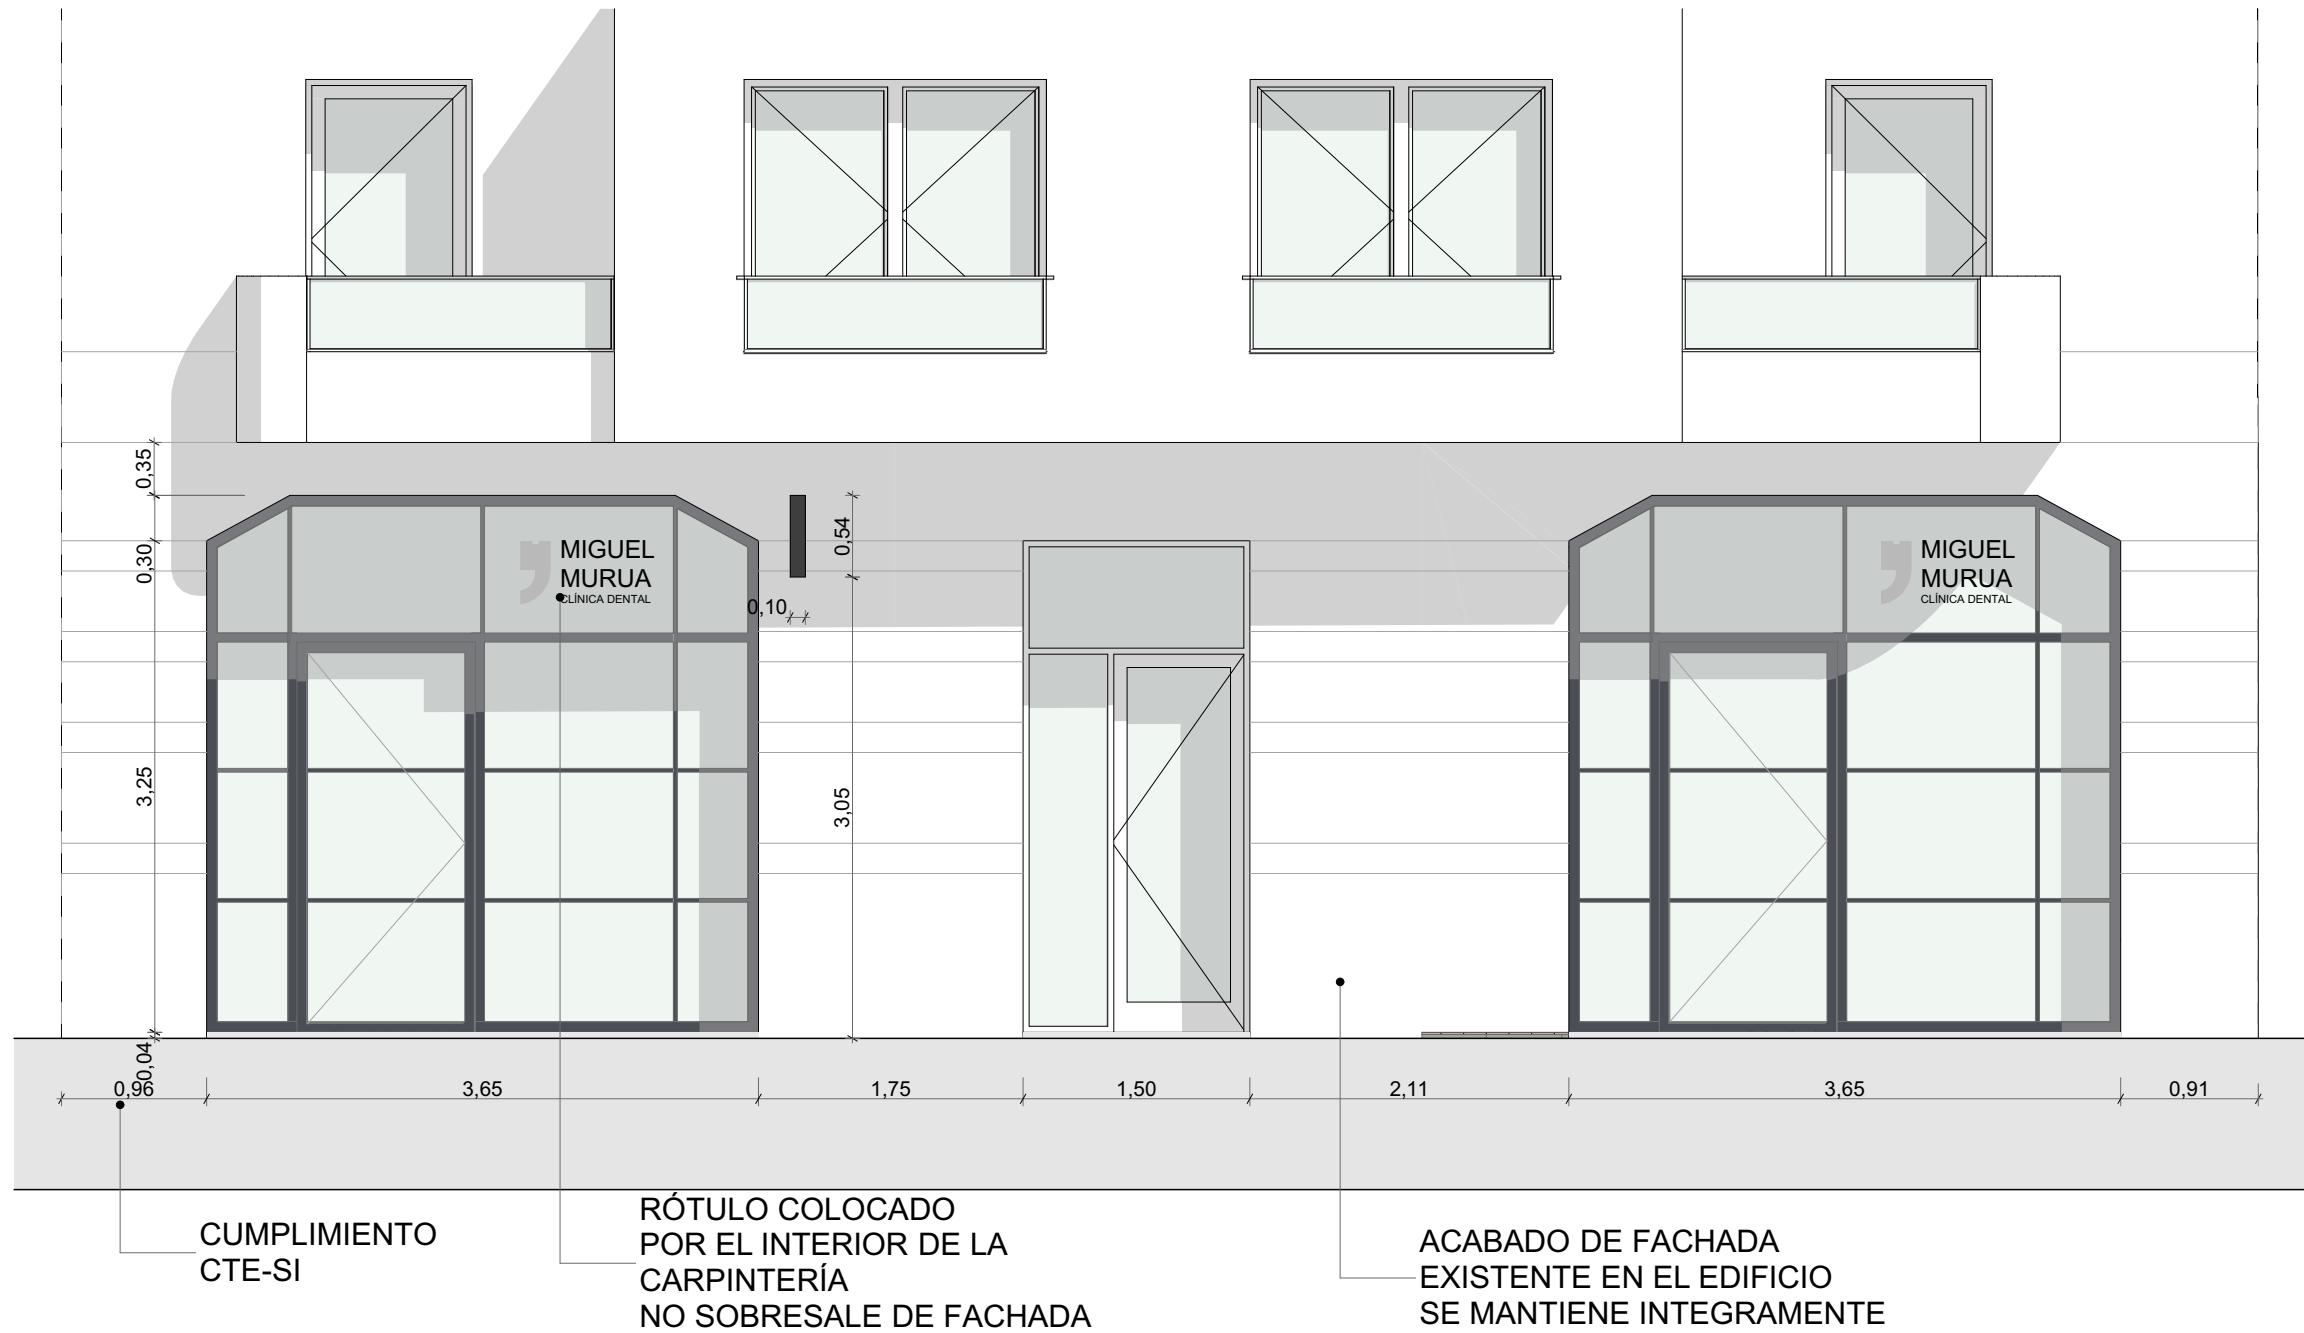 0,35
0,30
3,25
0,04
MIGUEL
MURUA
CLÍNICA DENTAL
0,54
0,10
3,05
MIGUEL
MURUA
CLÍNICA DENTAL
0,96
3,65
1,75
1,50
2,11
3,65
0,91
CUMPLIMIENTO
CTE-SI
RÓTULO COLOCADO
POR EL INTERIOR DE LA
CARPINTERÍA
NO SOBRESALE DE FACHADA
ACABADO DE FACHADA
EXISTENTE EN EL EDIFICIO
SE MANTIENE INTEGRAMENTE